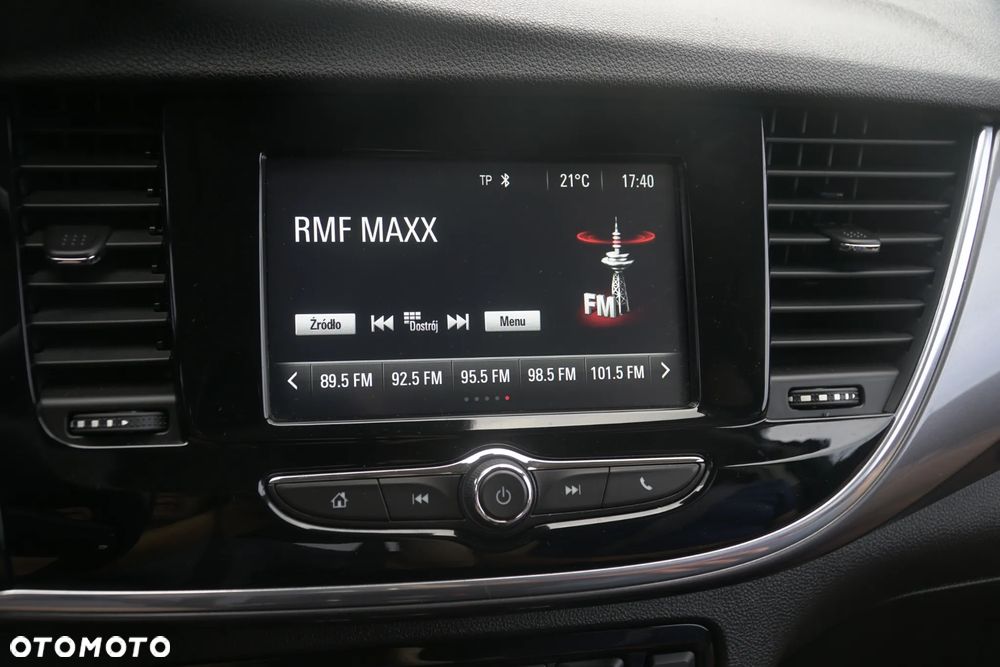 TP 21°C 17:40
RMF MAXX
FM
Źródło Dostrój Menu
89.5 FM 92.5 FM 95.5 FM 98.5 FM 101.5 FM
OTOMOTO